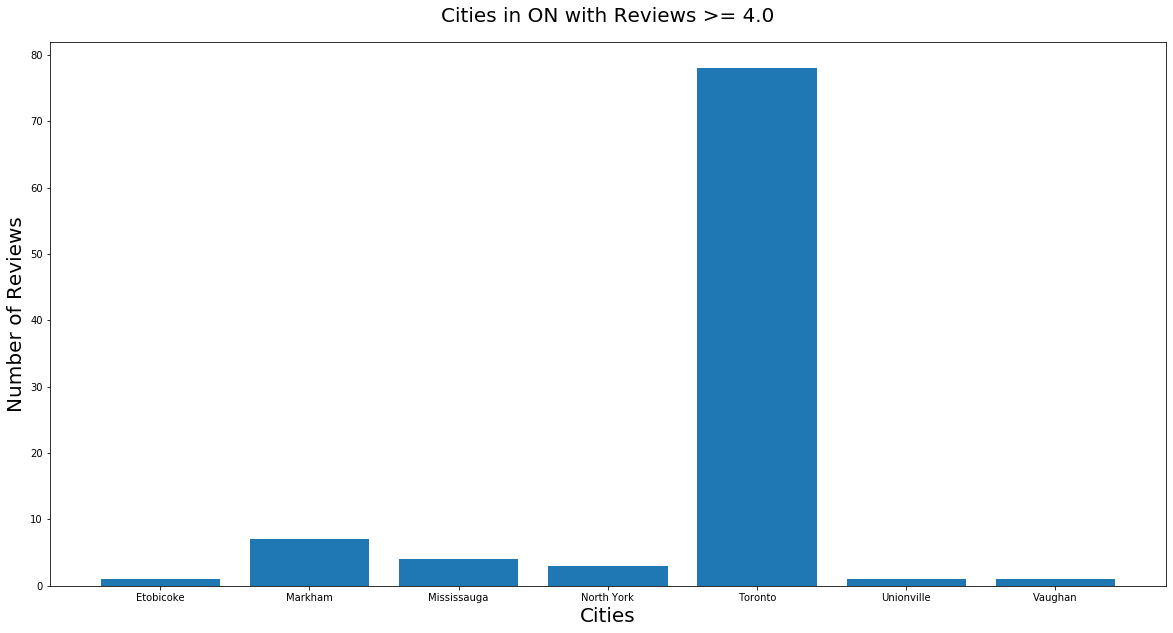 Cities in ON with Reviews >= 4.0
80
70
60
50
40
30
20
10
0
Number of Reviews
Etobicoke Markham Mississauga North York Toronto Unionville Vaughan
Cities